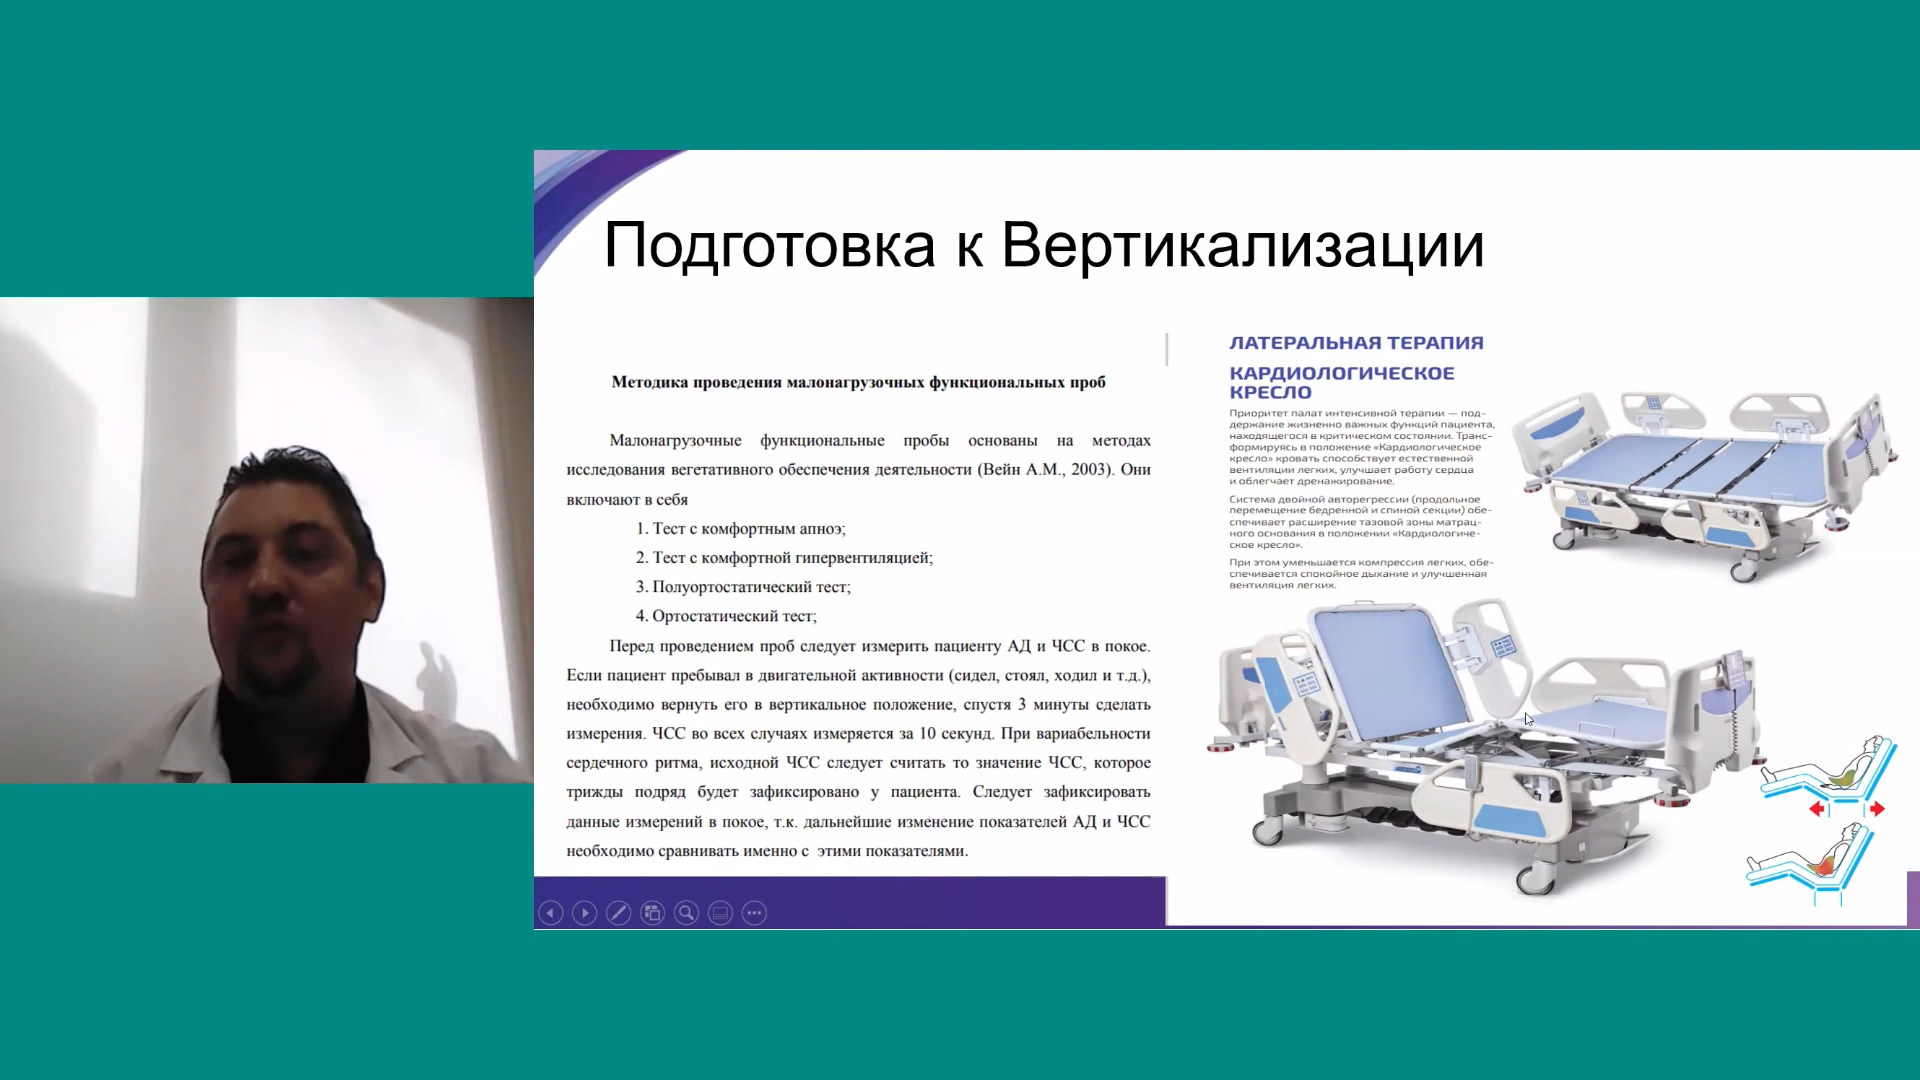 Подготовка к Вертикализации
Методика проведения малонагрузочных функциональных проб
Малонагрузочные функциональные пробы основаны на методах
исследования вегетативного обеспечения деятельности (Вейн А.М., 2003). Они
включают в себя
1. Тест с комфортным апноэ;
2. Тест с комфортной гипервентиляцией;
3. Полуортостатический тест;
4. Ортостатический тест;
Перед проведением проб следует измерить пациенту АД и ЧСС в покое.
Если пациент пребывал в двигательной активности (сидел, стоял, ходил и т.д.),
необходимо вернуть его в вертикальное положение, спустя 3 минуты сделать
измерения. ЧСС во всех случаях измеряется за 10 секунд. При вариабельности
сердечного ритма, исходной ЧСС следует считать то значение ЧСС, которое
трижды подряд будет зафиксировано у пациента. Следует зафиксировать
данные измерений в покое, т.к. дальнейшие изменение показателей АД и ЧСС
необходимо сравнивать именно с этими показателями.
ЛАТЕРАЛЬНАЯ ТЕРАПИЯ
КАРДИОЛОГИЧЕСКОЕ
КРЕСЛО
Приоритет палат интенсивной терапии — под-
держание жизненно важных функций пациента,
находящегося в критическом состоянии. Транс-
формируясь в положение «Кардиологическое
кресло» кровать способствует естественной
вентиляции легких, улучшает работу сердца
и облегчает дренажирование.
Система двойной авторегрессии (продольное
перемещение бедренной и спиной секции) обе-
спечивает расширение тазовой зоны матрац-
ного основания в положении «Кардиологиче-
ское кресло».
При этом уменьшается компрессия легких, обе-
спечивается спокойное дыхание и улучшенная
вентиляция легких.